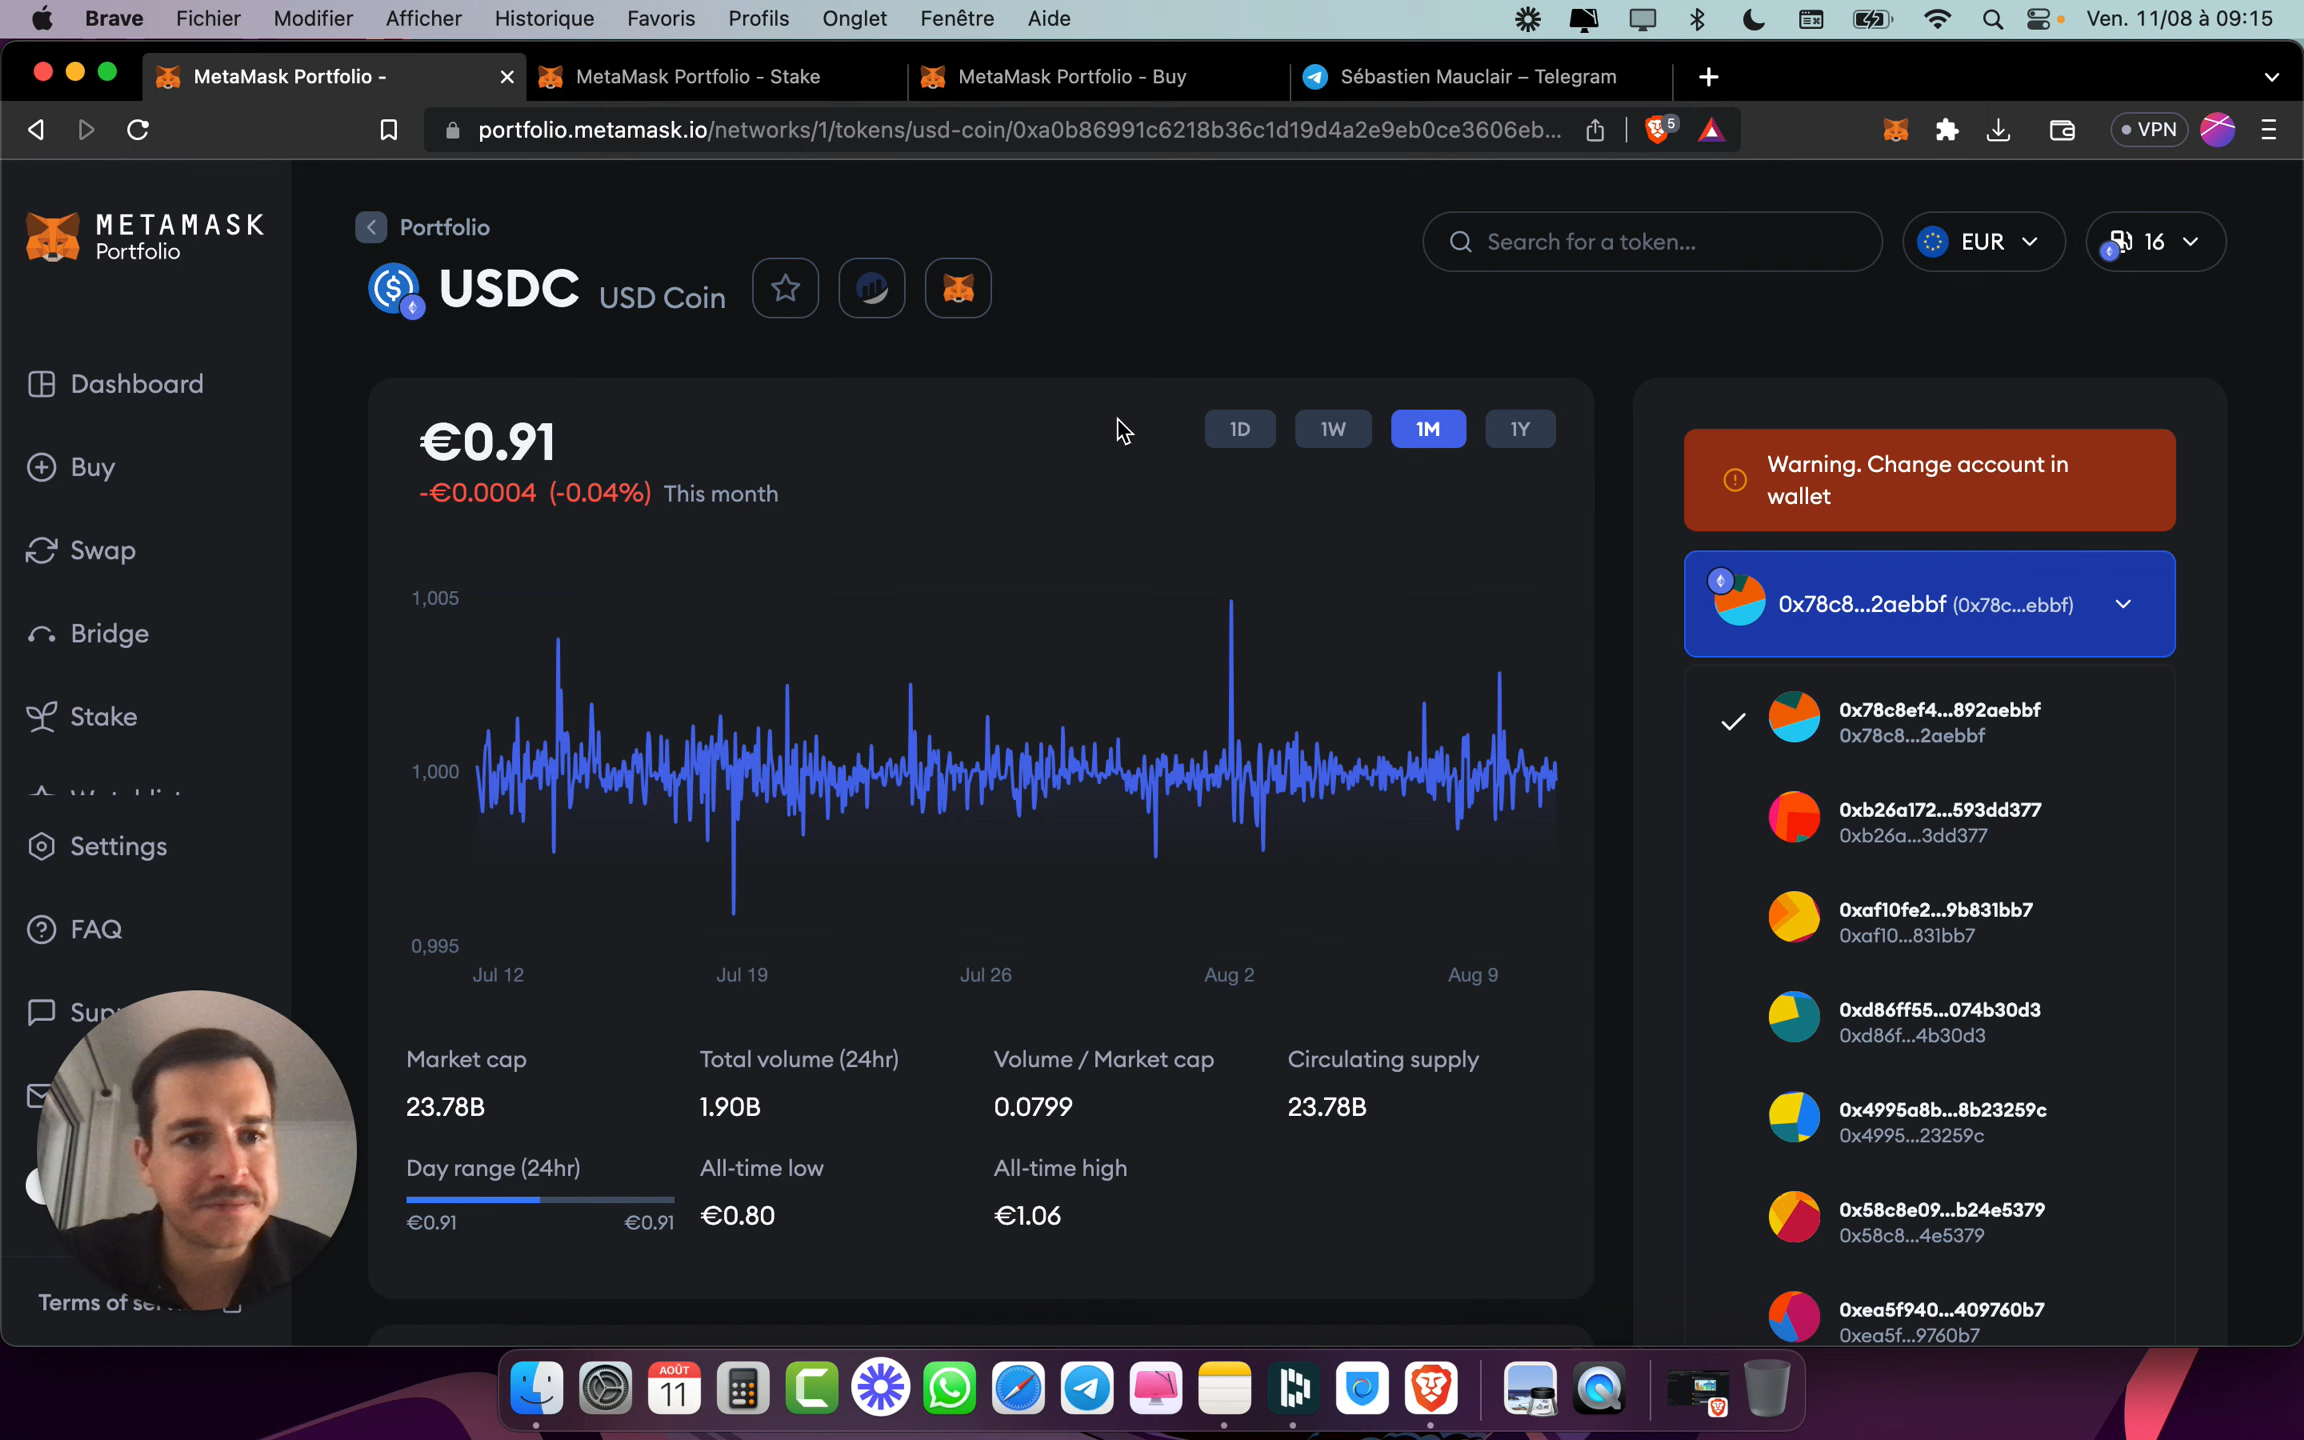 Brave Fichier Modifier Afficher Historique Favoris Profils Onglet Fenêtre Aide Ven. 11/08 à 09:15
MetaMask Portfolio - MetaMask Portfolio - Stake MetaMask Portfolio - Buy Sébastien Mauclair – Telegram
portfolio.metamask.io/networks/1/tokens/usd-coin/0xa0b86991c6218b36c1d19d4a2e9eb0ce3606eb... 5 VPN
METAMASK
Portfolio
Dashboard
Buy
Swap
Bridge
Stake
Settings
FAQ
Portfolio
USDC USD Coin
Search for a token...
EUR
16
€0.91
-€0.0004 (-0.04%) This month
1D 1W 1M 1Y
1,005
1,000
0,995
Jul 12 Jul 19 Jul 26 Aug 2 Aug 9
Market cap Total volume (24hr) Volume / Market cap Circulating supply
23.78B 1.90B 0.0799 23.78B
Day range (24hr) All-time low All-time high
€0.91 €0.91 €0.80 €1.06
Warning. Change account in
wallet
0x78c8...2aebbf (0x78c...ebbf)
0x78c8ef4...892aebbf
0x78c8...2aebbf
0xb26a172...593dd377
0xb26a...3dd377
0xaf10fe2...9b831bb7
0xaf10...831bb7
0xd86ff55...074b30d3
0xd86f...4b30d3
0x4995a8b...8b23259c
0x4995...23259c
0x58c8e09...b24e5379
0x58c8...4e5379
0xea5f940...409760b7
0xea5f...9760b7
Terms of
AOÛT
11